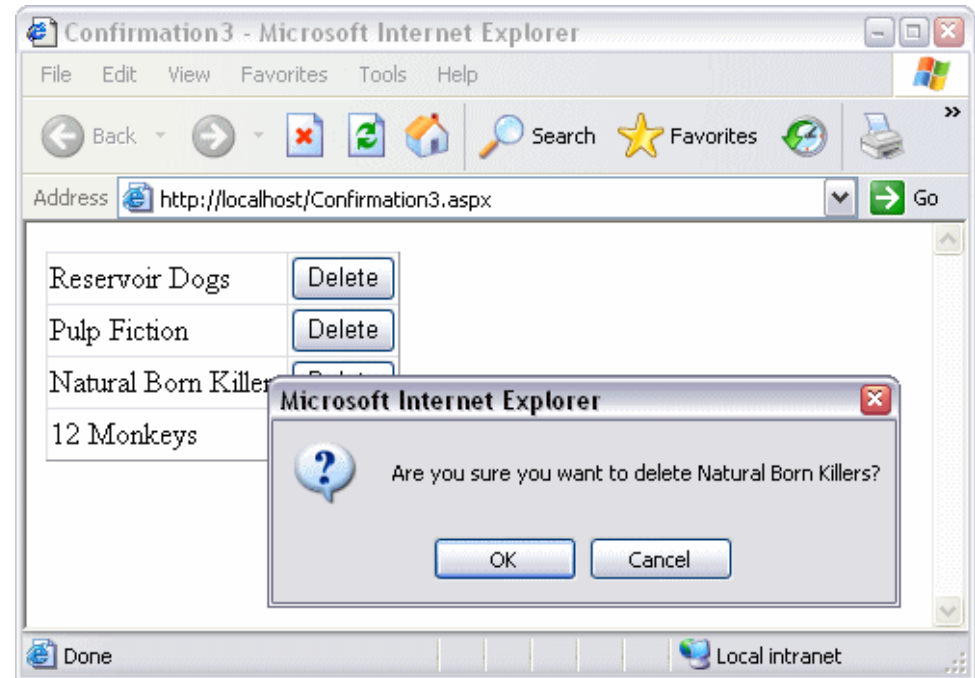 Confirmation3 - Microsoft Internet Explorer
File Edit View Favorites Tools Help
Back Search Favorites »
Address http://localhost/Confirmation3.aspx Go
Reservoir Dogs Delete
Pulp Fiction Delete
Natural Born Killer
Microsoft Internet Explorer
12 Monkeys
Are you sure you want to delete Natural Born Killers?
OK Cancel
Done Local intranet